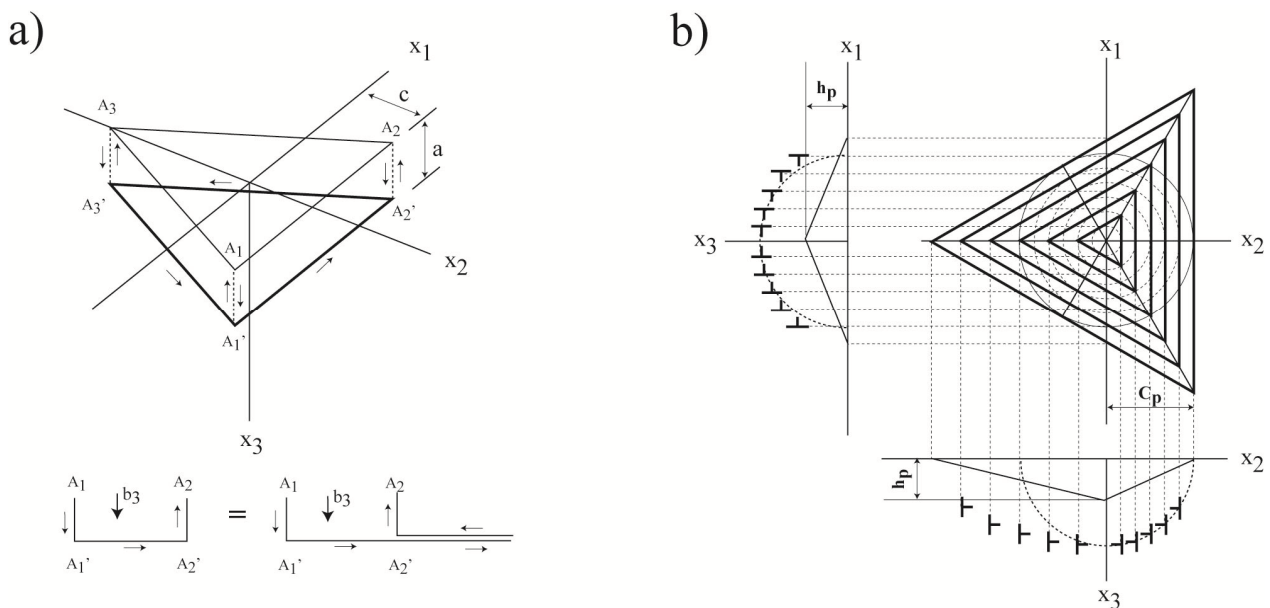 a)
x1
c
A3
A2
a
A3'
A2'
A1
x2
A1'
x3
A1 b3 A2 = A1 b3 A2
A1' A2' A1' A2'
b)
x1 x1
hp
x3 x2
Cp
x2
hp
x3